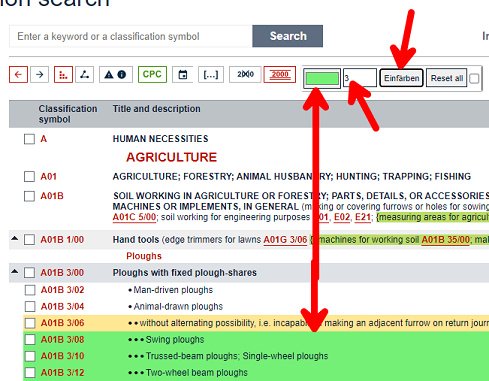 ion search
Enter a keyword or a classification symbol Search In
CPC [...] 2000 2000 3 Einfärben Reset all
Classification symbol Title and description
A HUMAN NECESSITIES
AGRICULTURE
A01 AGRICULTURE; FORESTRY; ANIMAL HUSBANDRY; HUNTING; TRAPPING; FISHING
A01B SOIL WORKING IN AGRICULTURE OR FORESTRY; PARTS, DETAILS, OR ACCESSORIES
MACHINES OR IMPLEMENTS, IN GENERAL (making or covering furrows or holes for sowing
A01C 5/00; soil working for engineering purposes E01, E02, E21; {measuring areas for agricult
A01B 1/00 Hand tools (edge trimmers for lawns A01G 3/06 {machines for working soil A01B 35/00; mak
Ploughs
A01B 3/00 Ploughs with fixed plough-shares
A01B 3/02 • Man-driven ploughs
A01B 3/04 • Animal-drawn ploughs
A01B 3/06 •• without alternating possibility, i.e. incapable making an adjacent furrow on return journ
A01B 3/08 ••• Swing ploughs
A01B 3/10 ••• Trussed-beam ploughs; Single-wheel ploughs
A01B 3/12 ••• Two-wheel beam ploughs